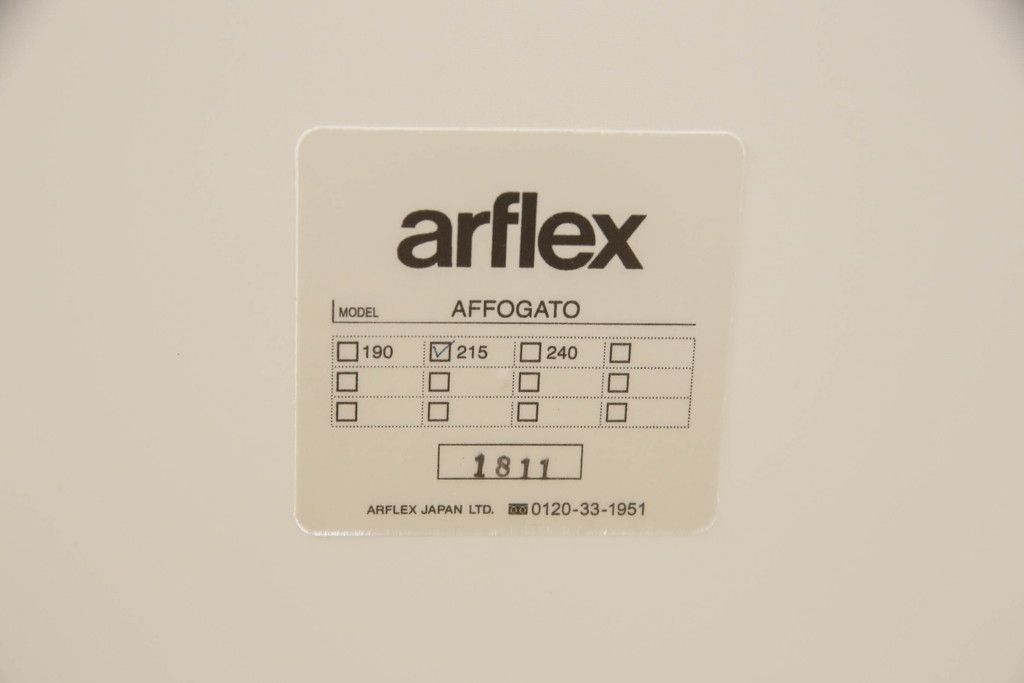 arflex
MODEL AFFOGATO
190 215 240
1811
ARFLEX JAPAN LTD. 0120-33-1951